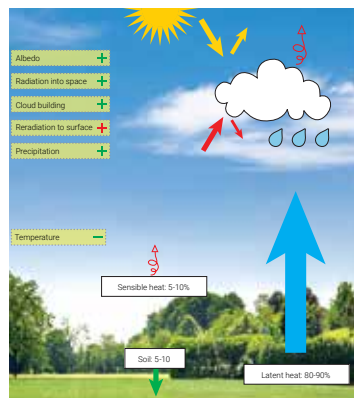 Albedo +
Radiation into space +
Cloud building +
Reradiation to surface +
Precipitation +
Temperature −
Sensible heat: 5-10%
Soil: 5-10
Latent heat: 80-90%